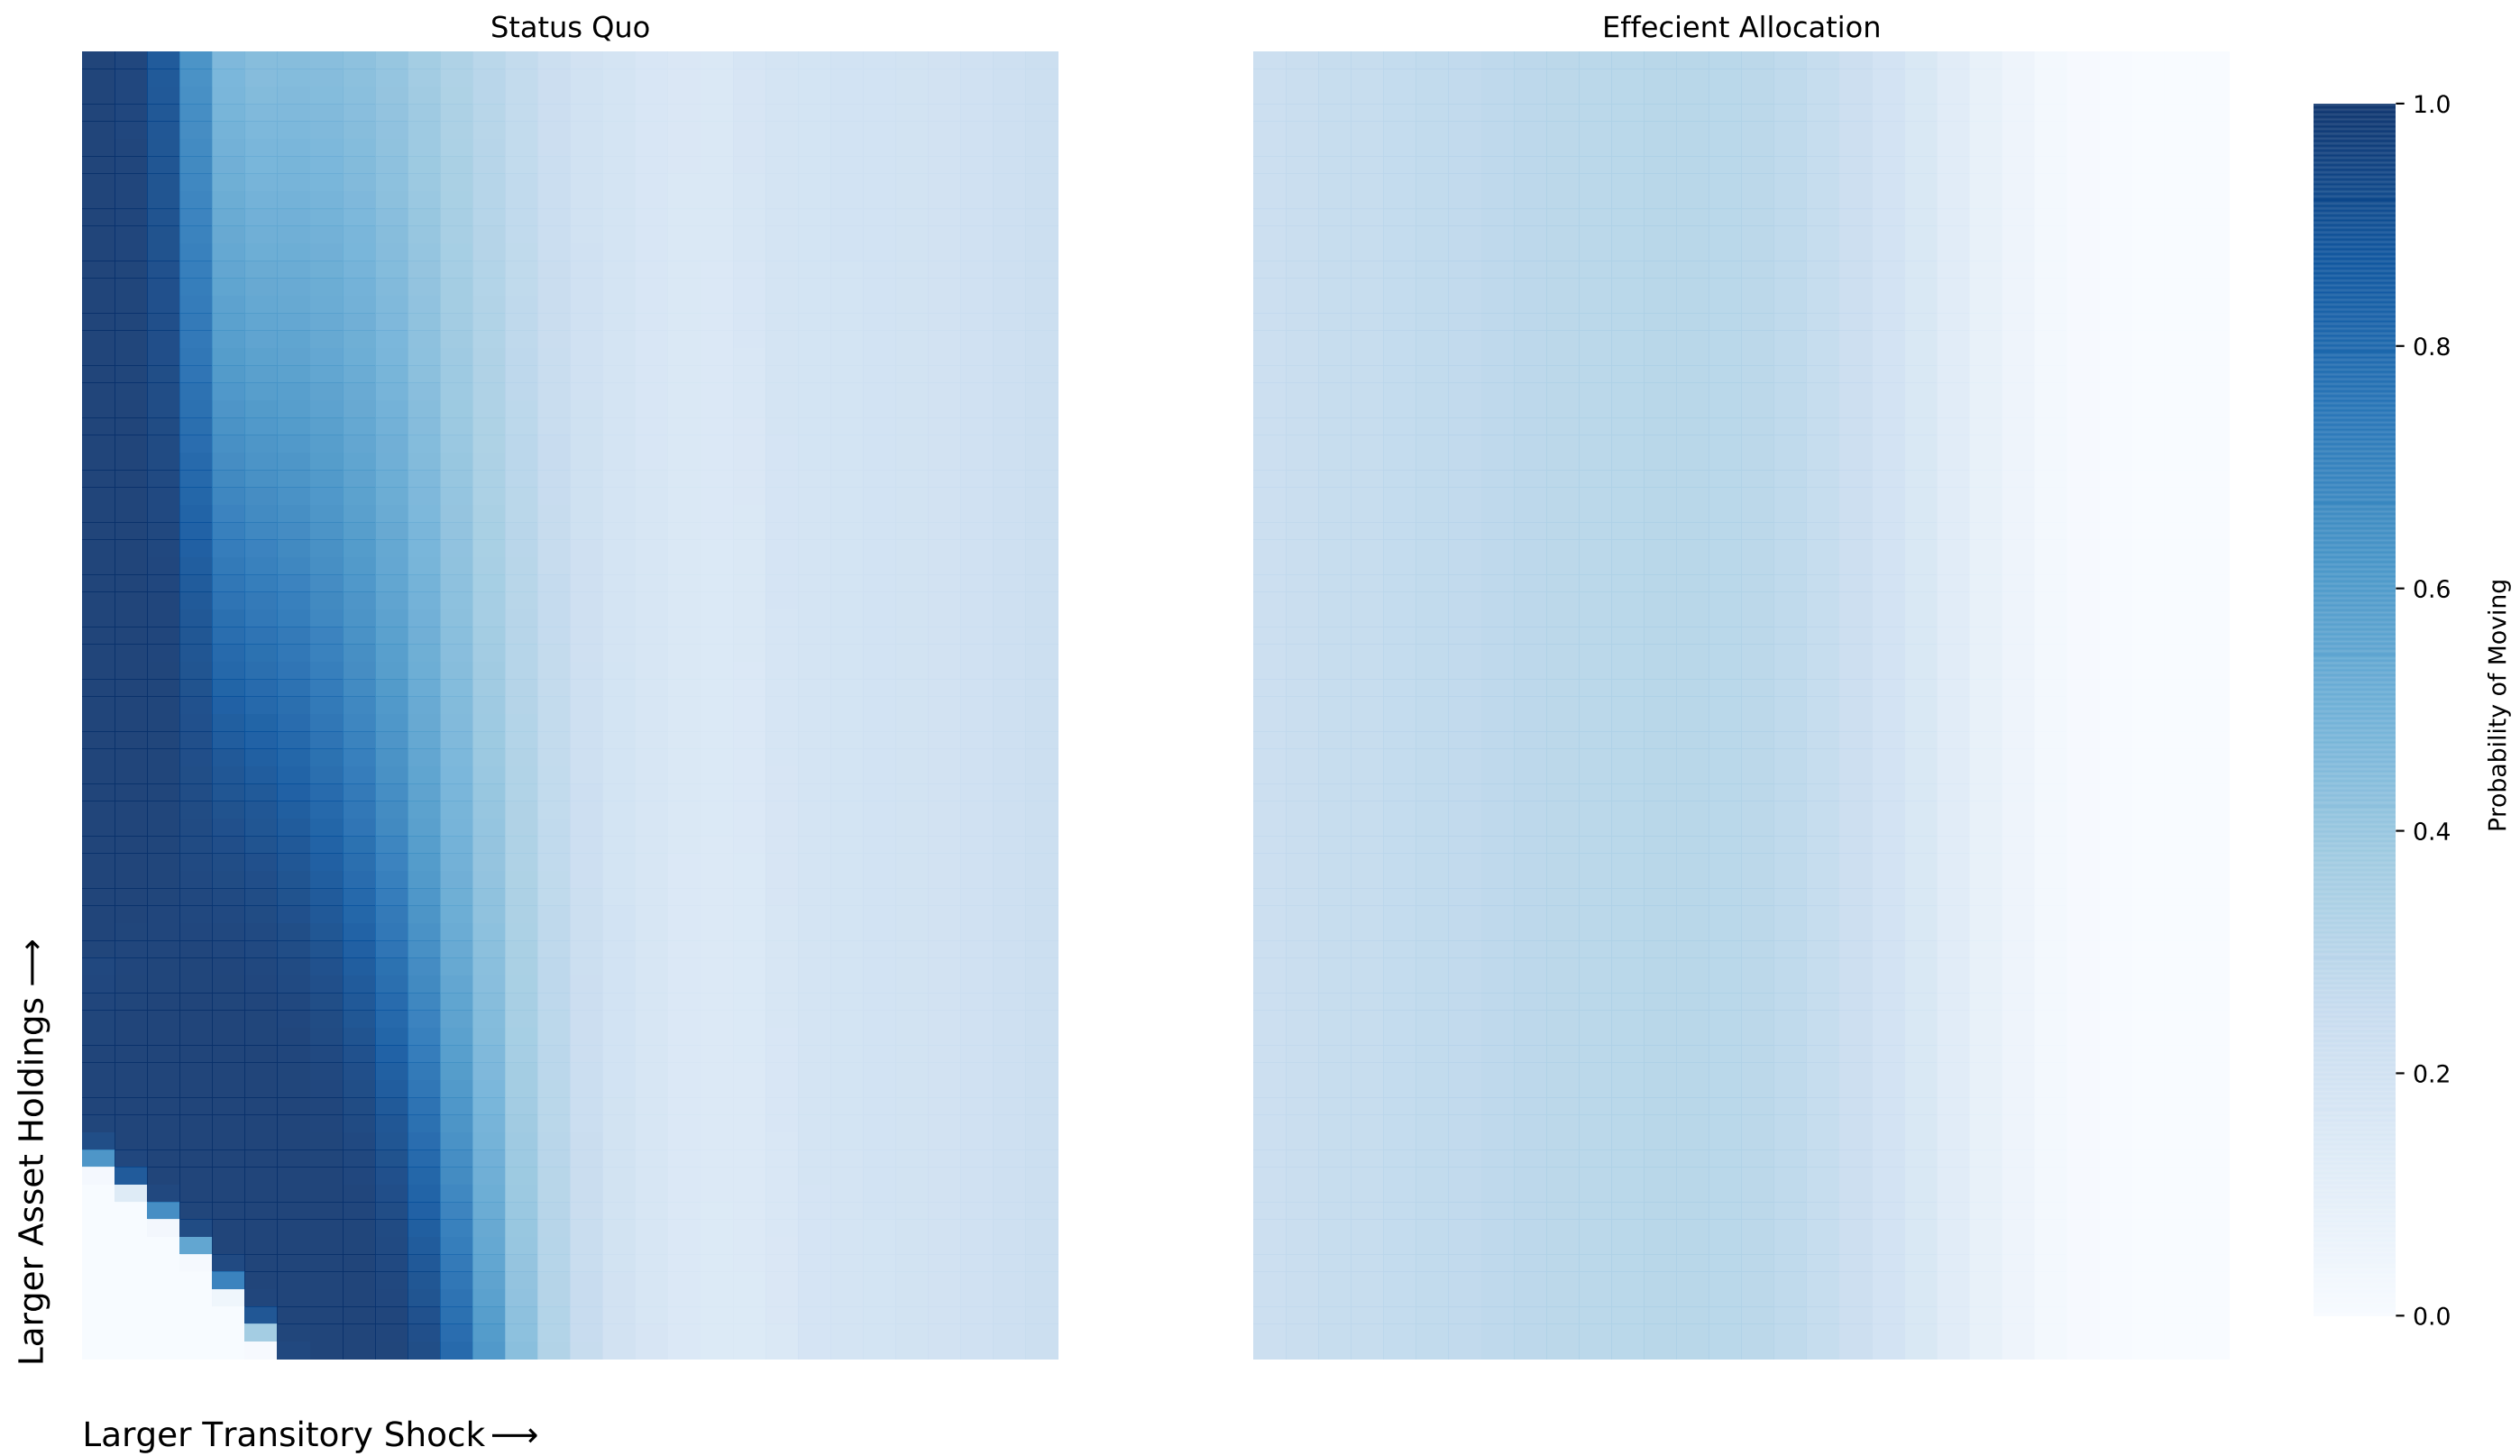 Status Quo
Effecient Allocation
1.0
0.8
0.6
0.4
0.2
0.0
Probability of Moving
Larger Asset Holdings ⟶
Larger Transitory Shock ⟶